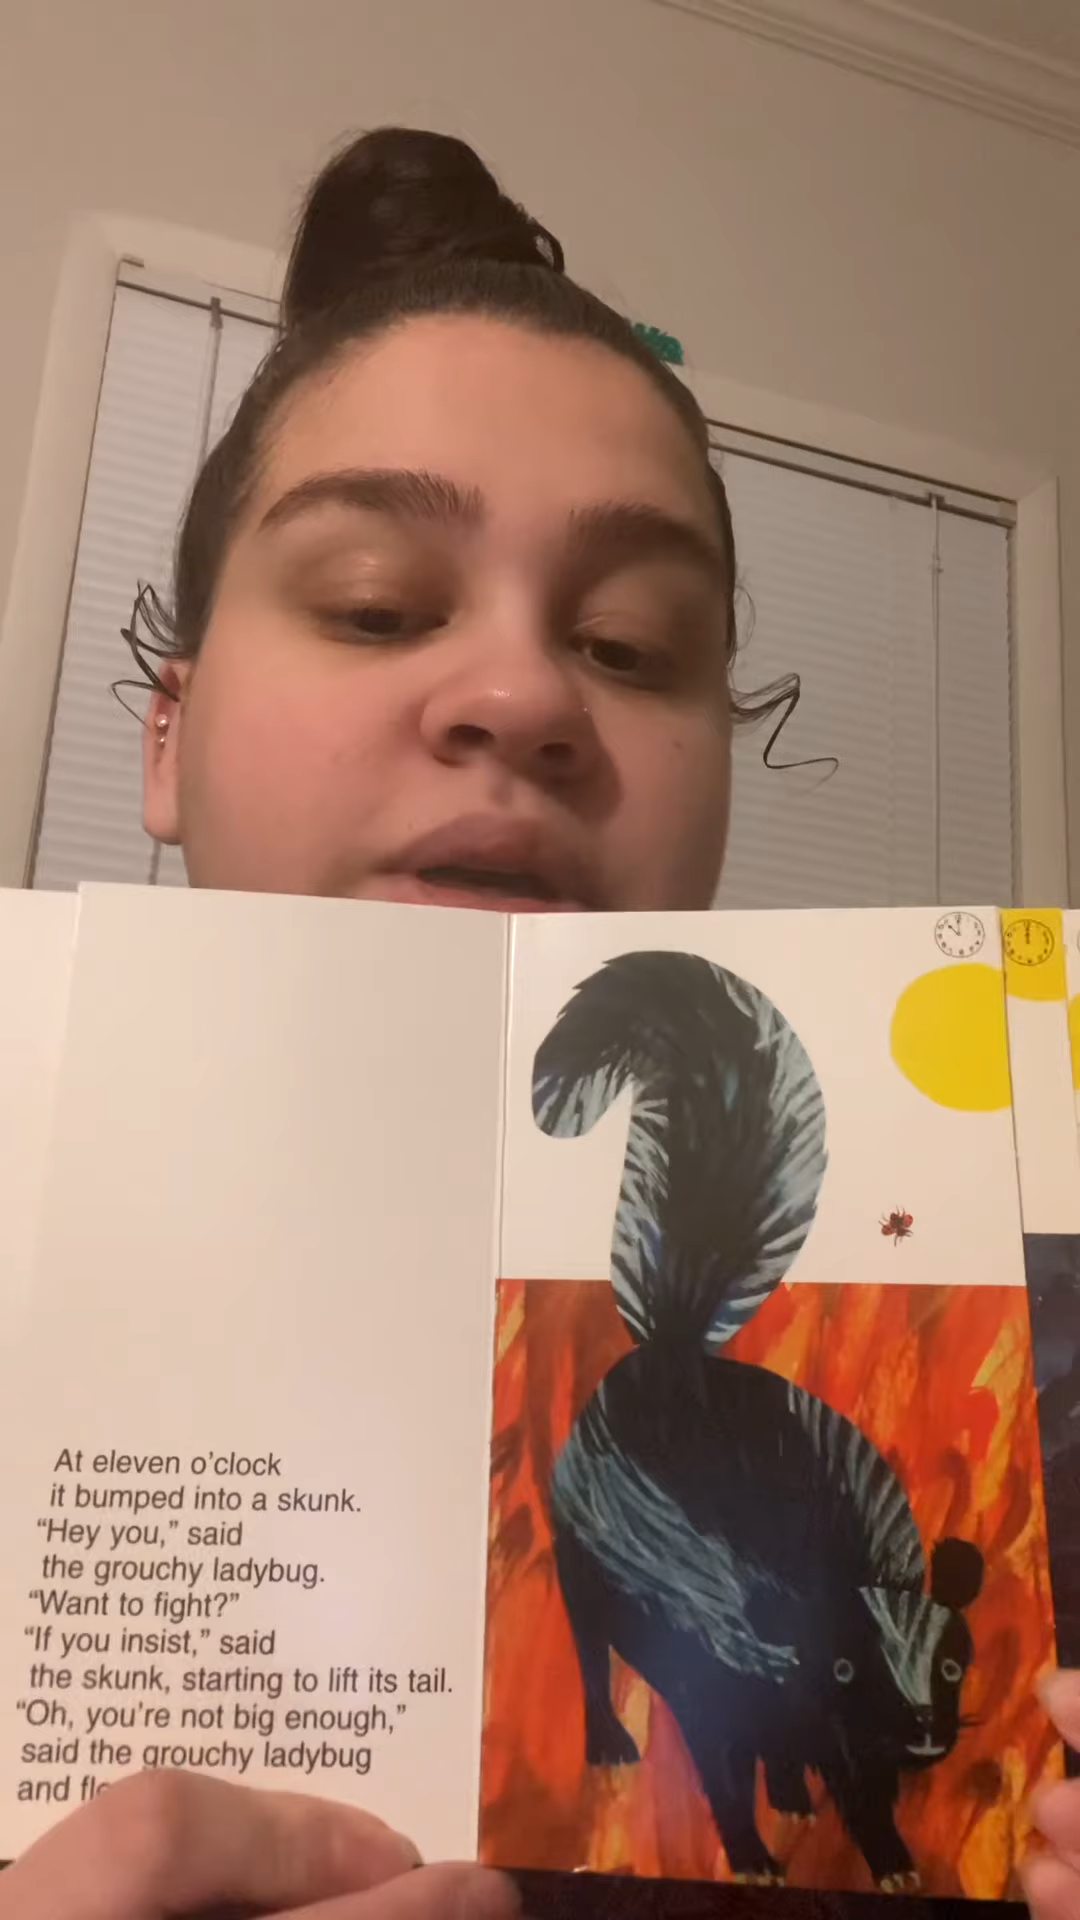 At eleven o'clock
it bumped into a skunk.
“Hey you,” said
the grouchy ladybug.
“Want to fight?”
“If you insist,” said
the skunk, starting to lift its tail.
“Oh, you're not big enough,”
said the grouchy ladybug
and